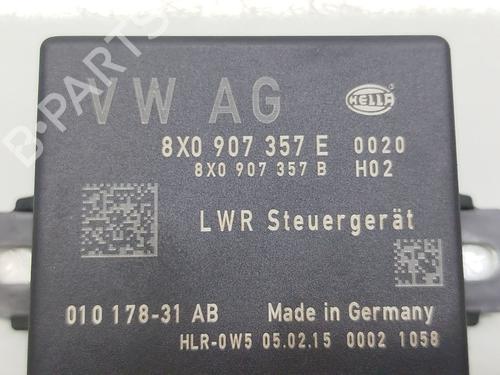 B-PARTS
VW AG
HELLA
8X0 907 357 E 0020
8X0 907 357 B H02
LWR Steuergerät
010 178-31 AB Made in Germany
HLR-0W5 05.02.15 0002 1058